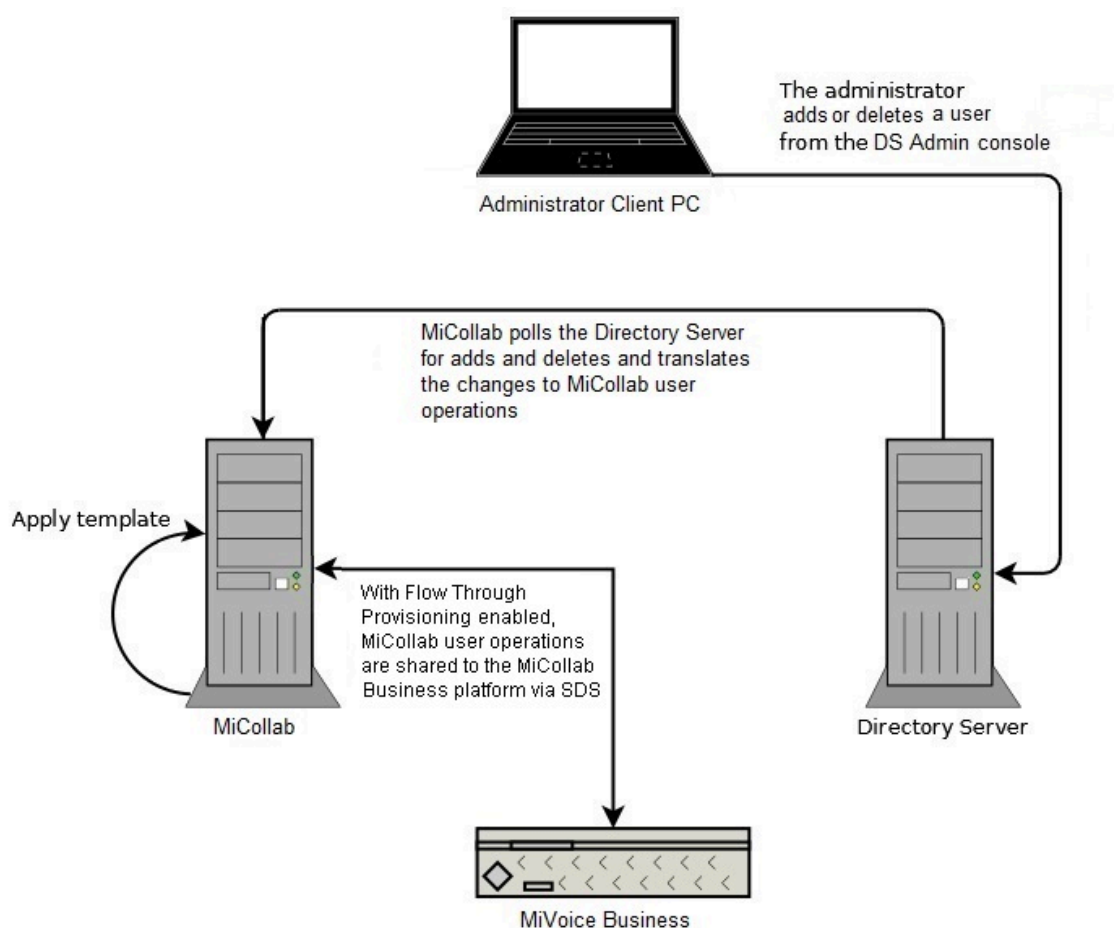 The administrator
adds or deletes a user
from the DS Admin console
Administrator Client PC
MiCollab polls the Directory Server
for adds and deletes and translates
the changes to MiCollab user
operations
Apply template
With Flow Through
Provisioning enabled,
MiCollab user operations
are shared to the MiCollab
Business platform via SDS
MiCollab
Directory Server
MiVoice Business